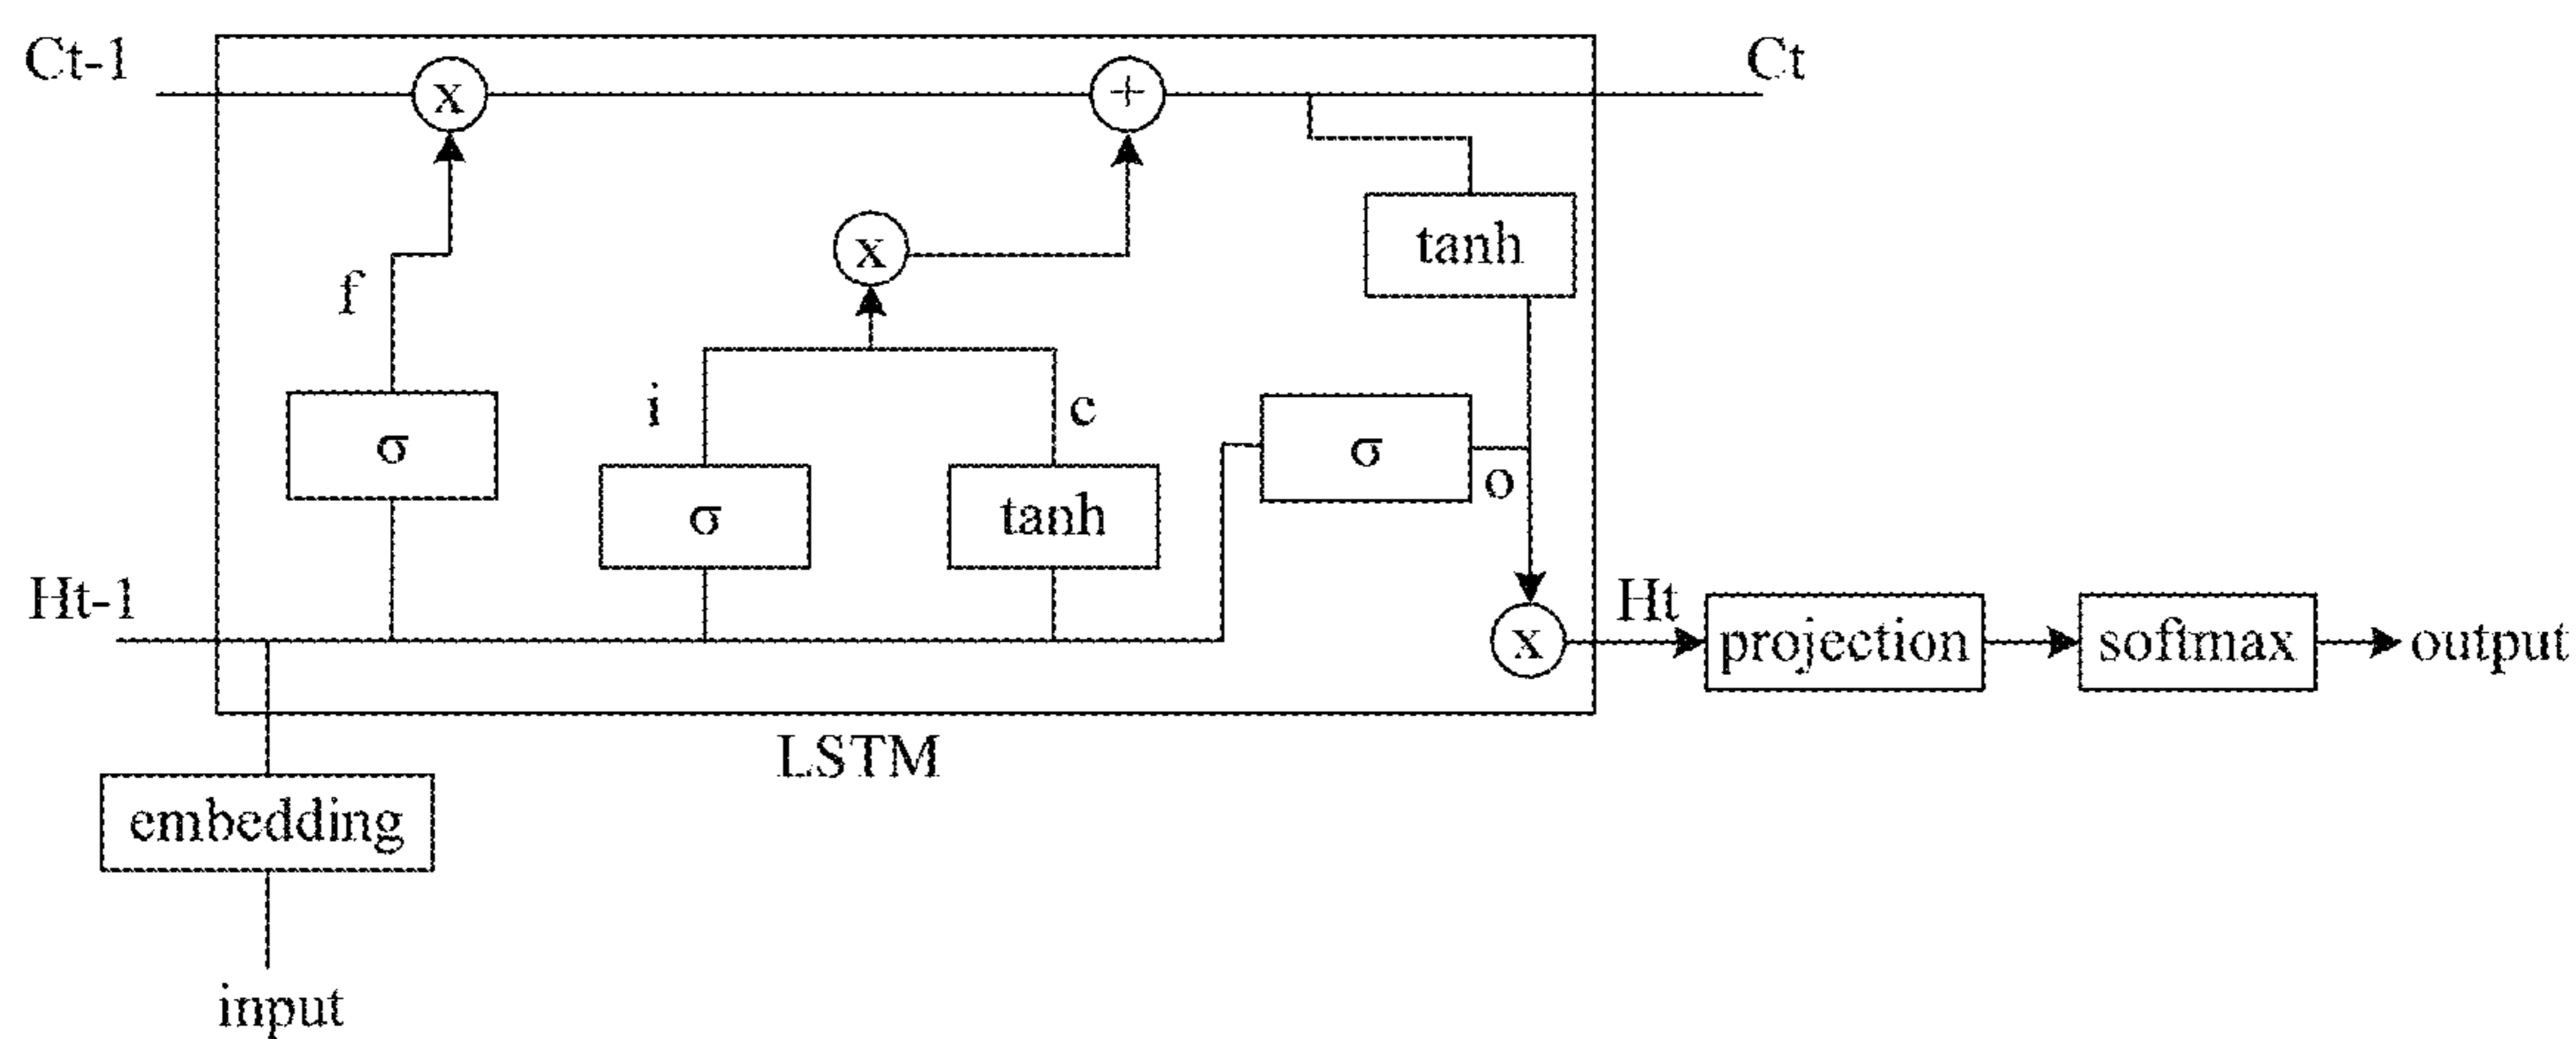 Ct-1
Ct
x
+
x
tanh
f
i
c
σ
σ
tanh
σ
o
Ht-1
x
Ht
projection
softmax
output
LSTM
embedding
input